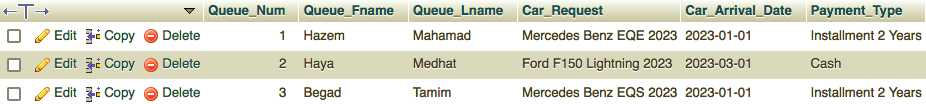 Queue_Num Queue_Fname Queue_Lname Car_Request Car_Arrival_Date Payment_Type
Edit Copy Delete 1 Hazem Mahamad Mercedes Benz EQE 2023 2023-01-01 Installment 2 Years
Edit Copy Delete 2 Haya Medhat Ford F150 Lightning 2023 2023-03-01 Cash
Edit Copy Delete 3 Begad Tamim Mercedes Benz EQS 2023 2023-01-01 Installment 2 Years